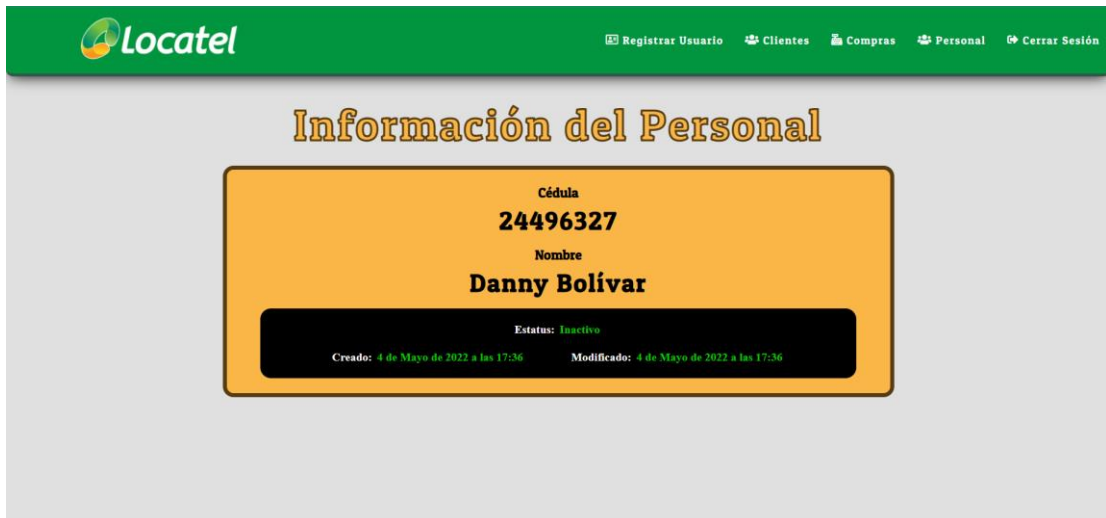 Locatel
Registrar Usuario Clientes Compras Personal Cerrar Sesión
Información del Personal
Cédula
24496327
Nombre
Danny Bolívar
Estatus: Inactivo
Creado: 4 de Mayo de 2022 a las 17:36 Modificado: 4 de Mayo de 2022 a las 17:36